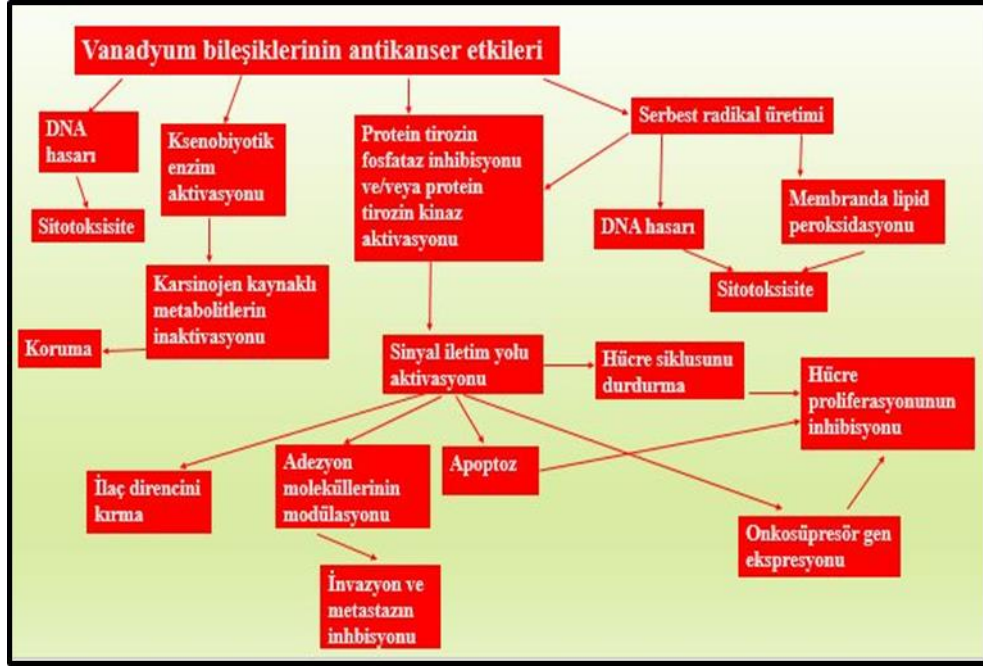 Vanadyum bileşiklerinin antikanser etkileri
DNA
hasarı
Sitotoksisite
Ksenobiyotik
enzim
aktivasyonu
Karsinojen kaynaklı
metabolitlerin
inaktivasyonu
Koruma
Protein tirozin
fosfataz inhibisyonu
ve/veya protein
tirozin kinaz
aktivasyonu
Serbest radikal üretimi
DNA hasarı
Membranda lipid
peroksidasyonu
Sitotoksisite
Sinyal iletim yolu
aktivasyonu
Hücre siklusunu
durdurma
Hücre
proliferasyonunun
inhibisyonu
İlaç direncini
kırma
Adezyon
moleküllerinin
modülasyonu
Apoptoz
Onkosüpresör gen
ekspresyonu
İnvazyon ve
metastazın
inhbisyonu